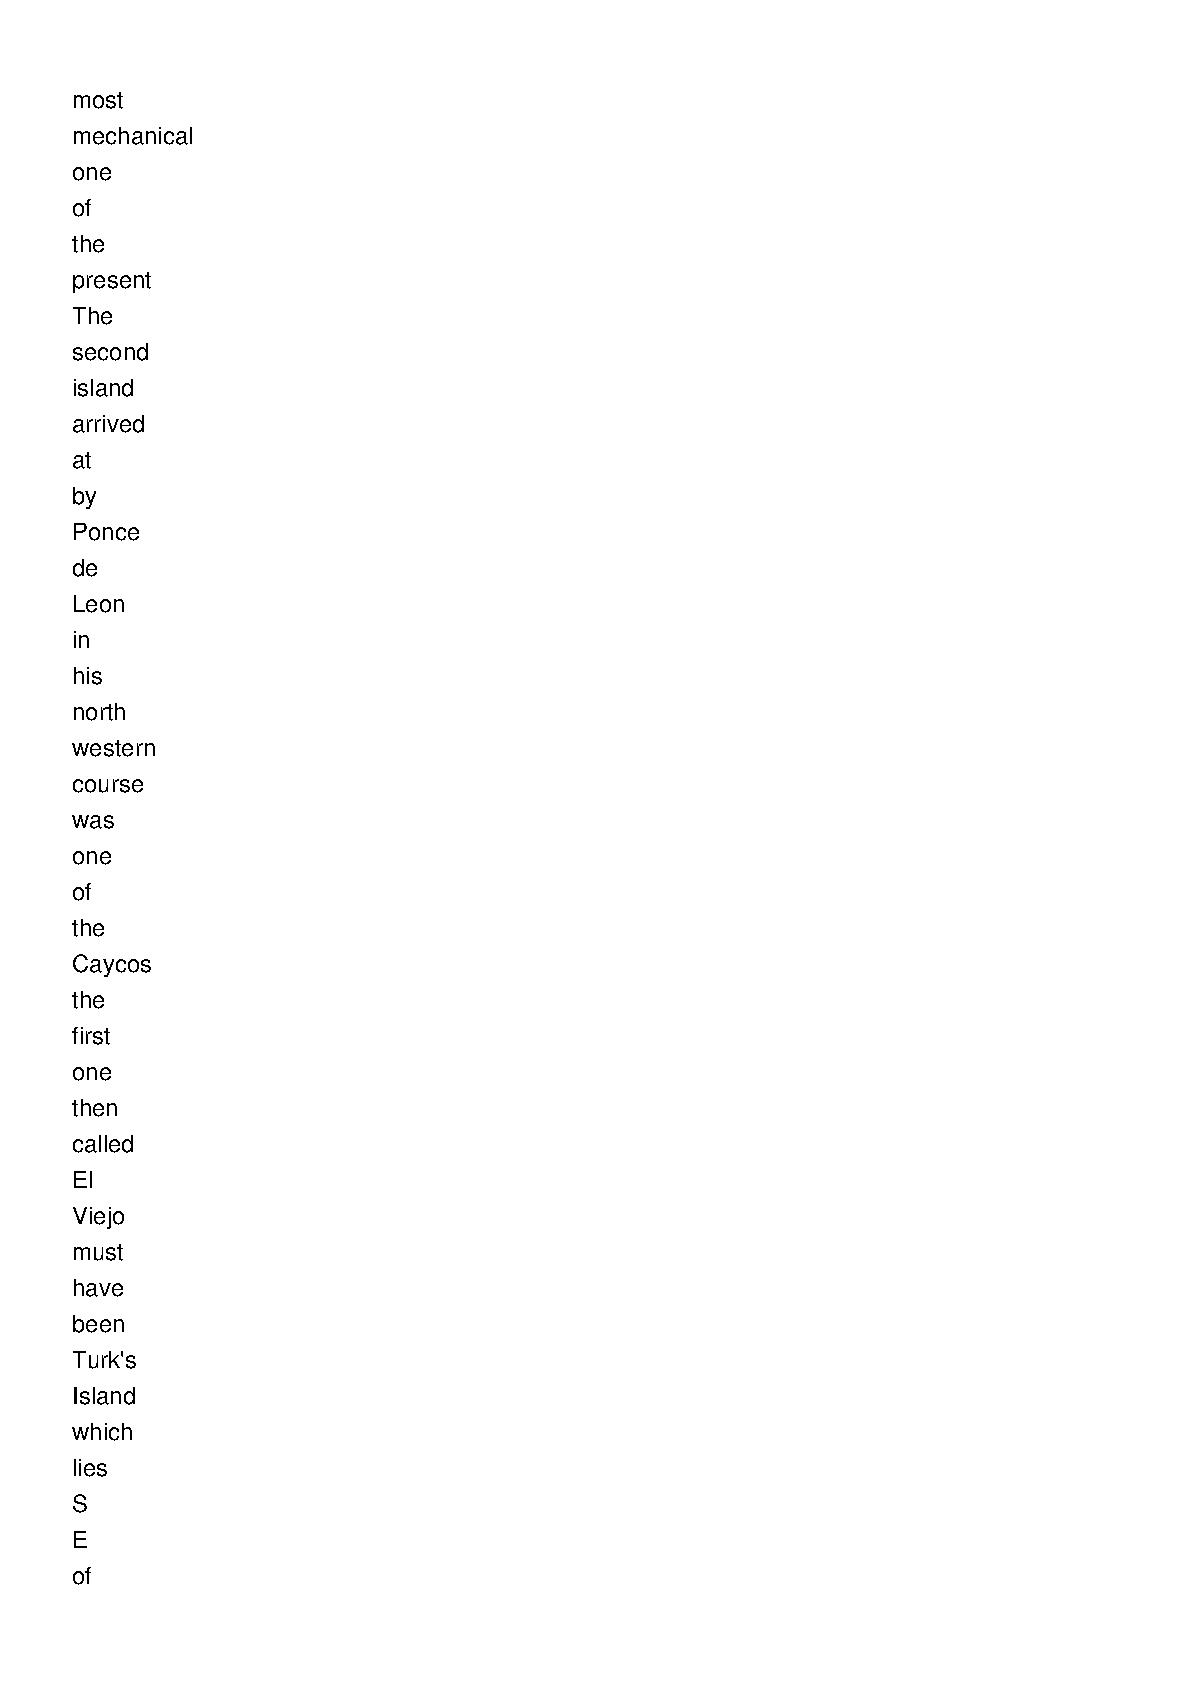 most
mechanical
one
of
the
present
The
second
island
arrived
at
by
Ponce
de
Leon
in
his
north
western
course
was
one
of
the
Caycos
the
first
one
then
called
El
Viejo
must
have
been
Turk's
Island
which
lies
S
E
of